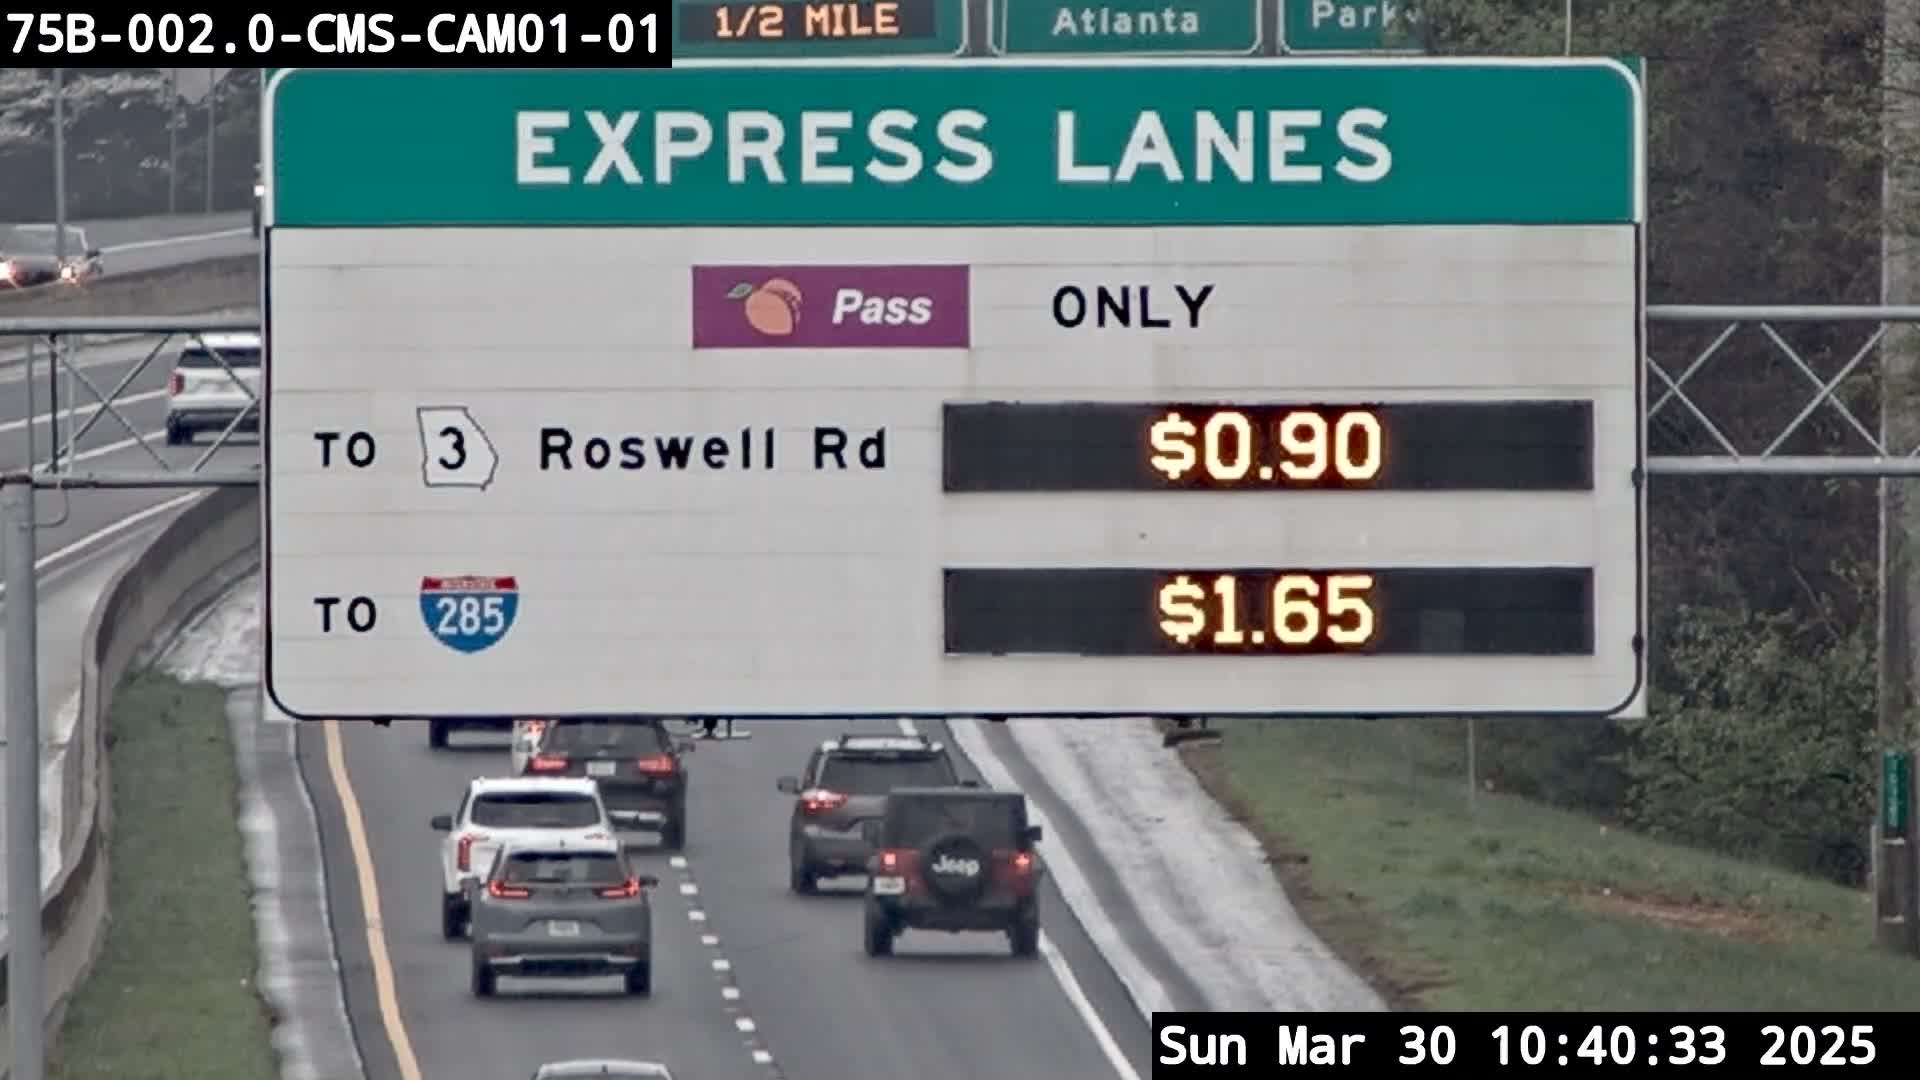 75B-002.0-CMS-CAM01-01
1/2 MILE
Atlanta
EXPRESS LANES
Pass ONLY
TO 3 Roswell Rd $0.90
TO 285 $1.65
Jeep
Sun Mar 30 10:40:33 2025